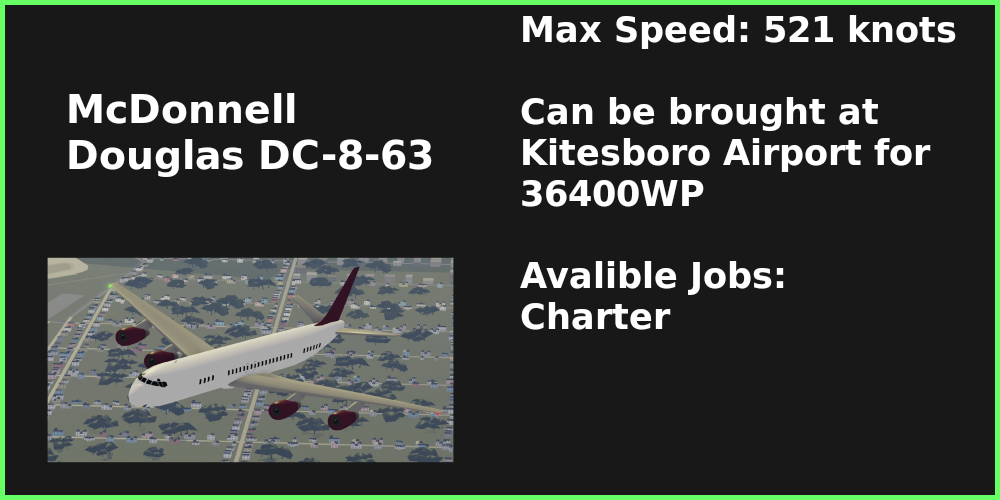 McDonnell
Douglas DC-8-63
Max Speed: 521 knots
Can be brought at
Kitesboro Airport for
36400WP
Avalible Jobs:
Charter